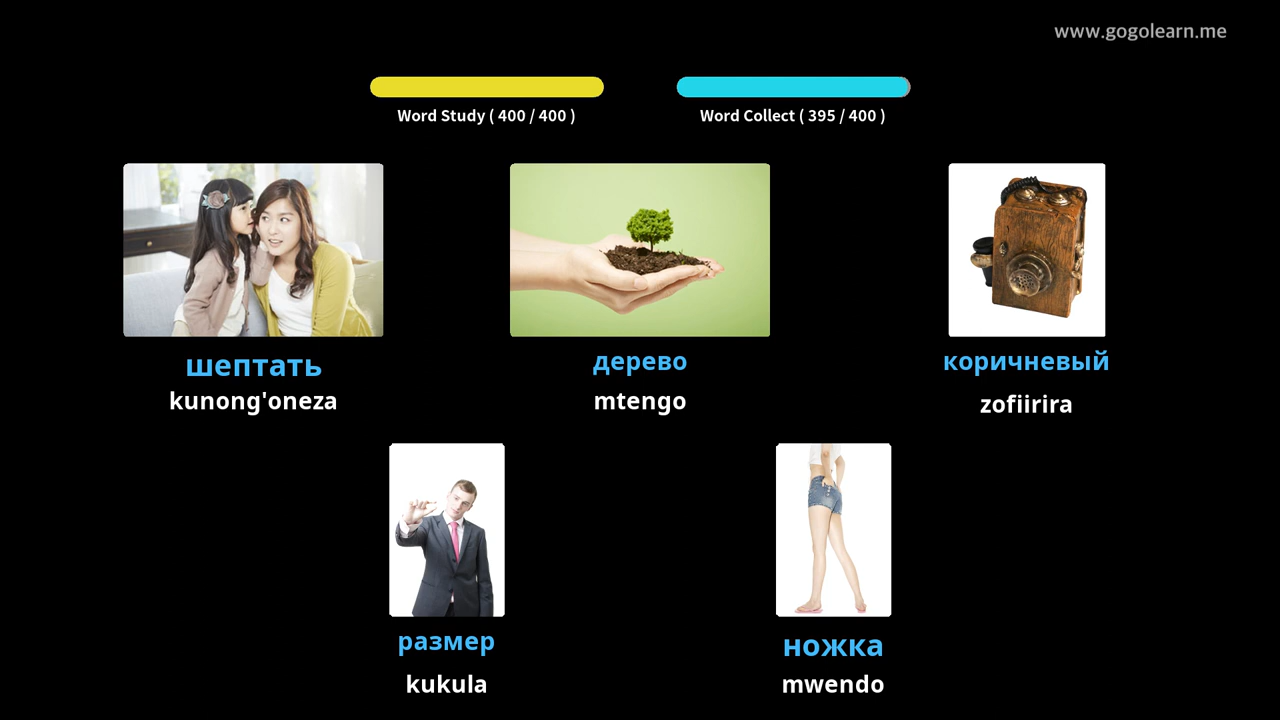 www.gogolearn.me
Word Study ( 400 / 400 )
Word Collect ( 395 / 400 )
шептать
kunong'oneza
дерево
mtengo
коричневый
zofiirira
размер
kukula
ножка
mwendo